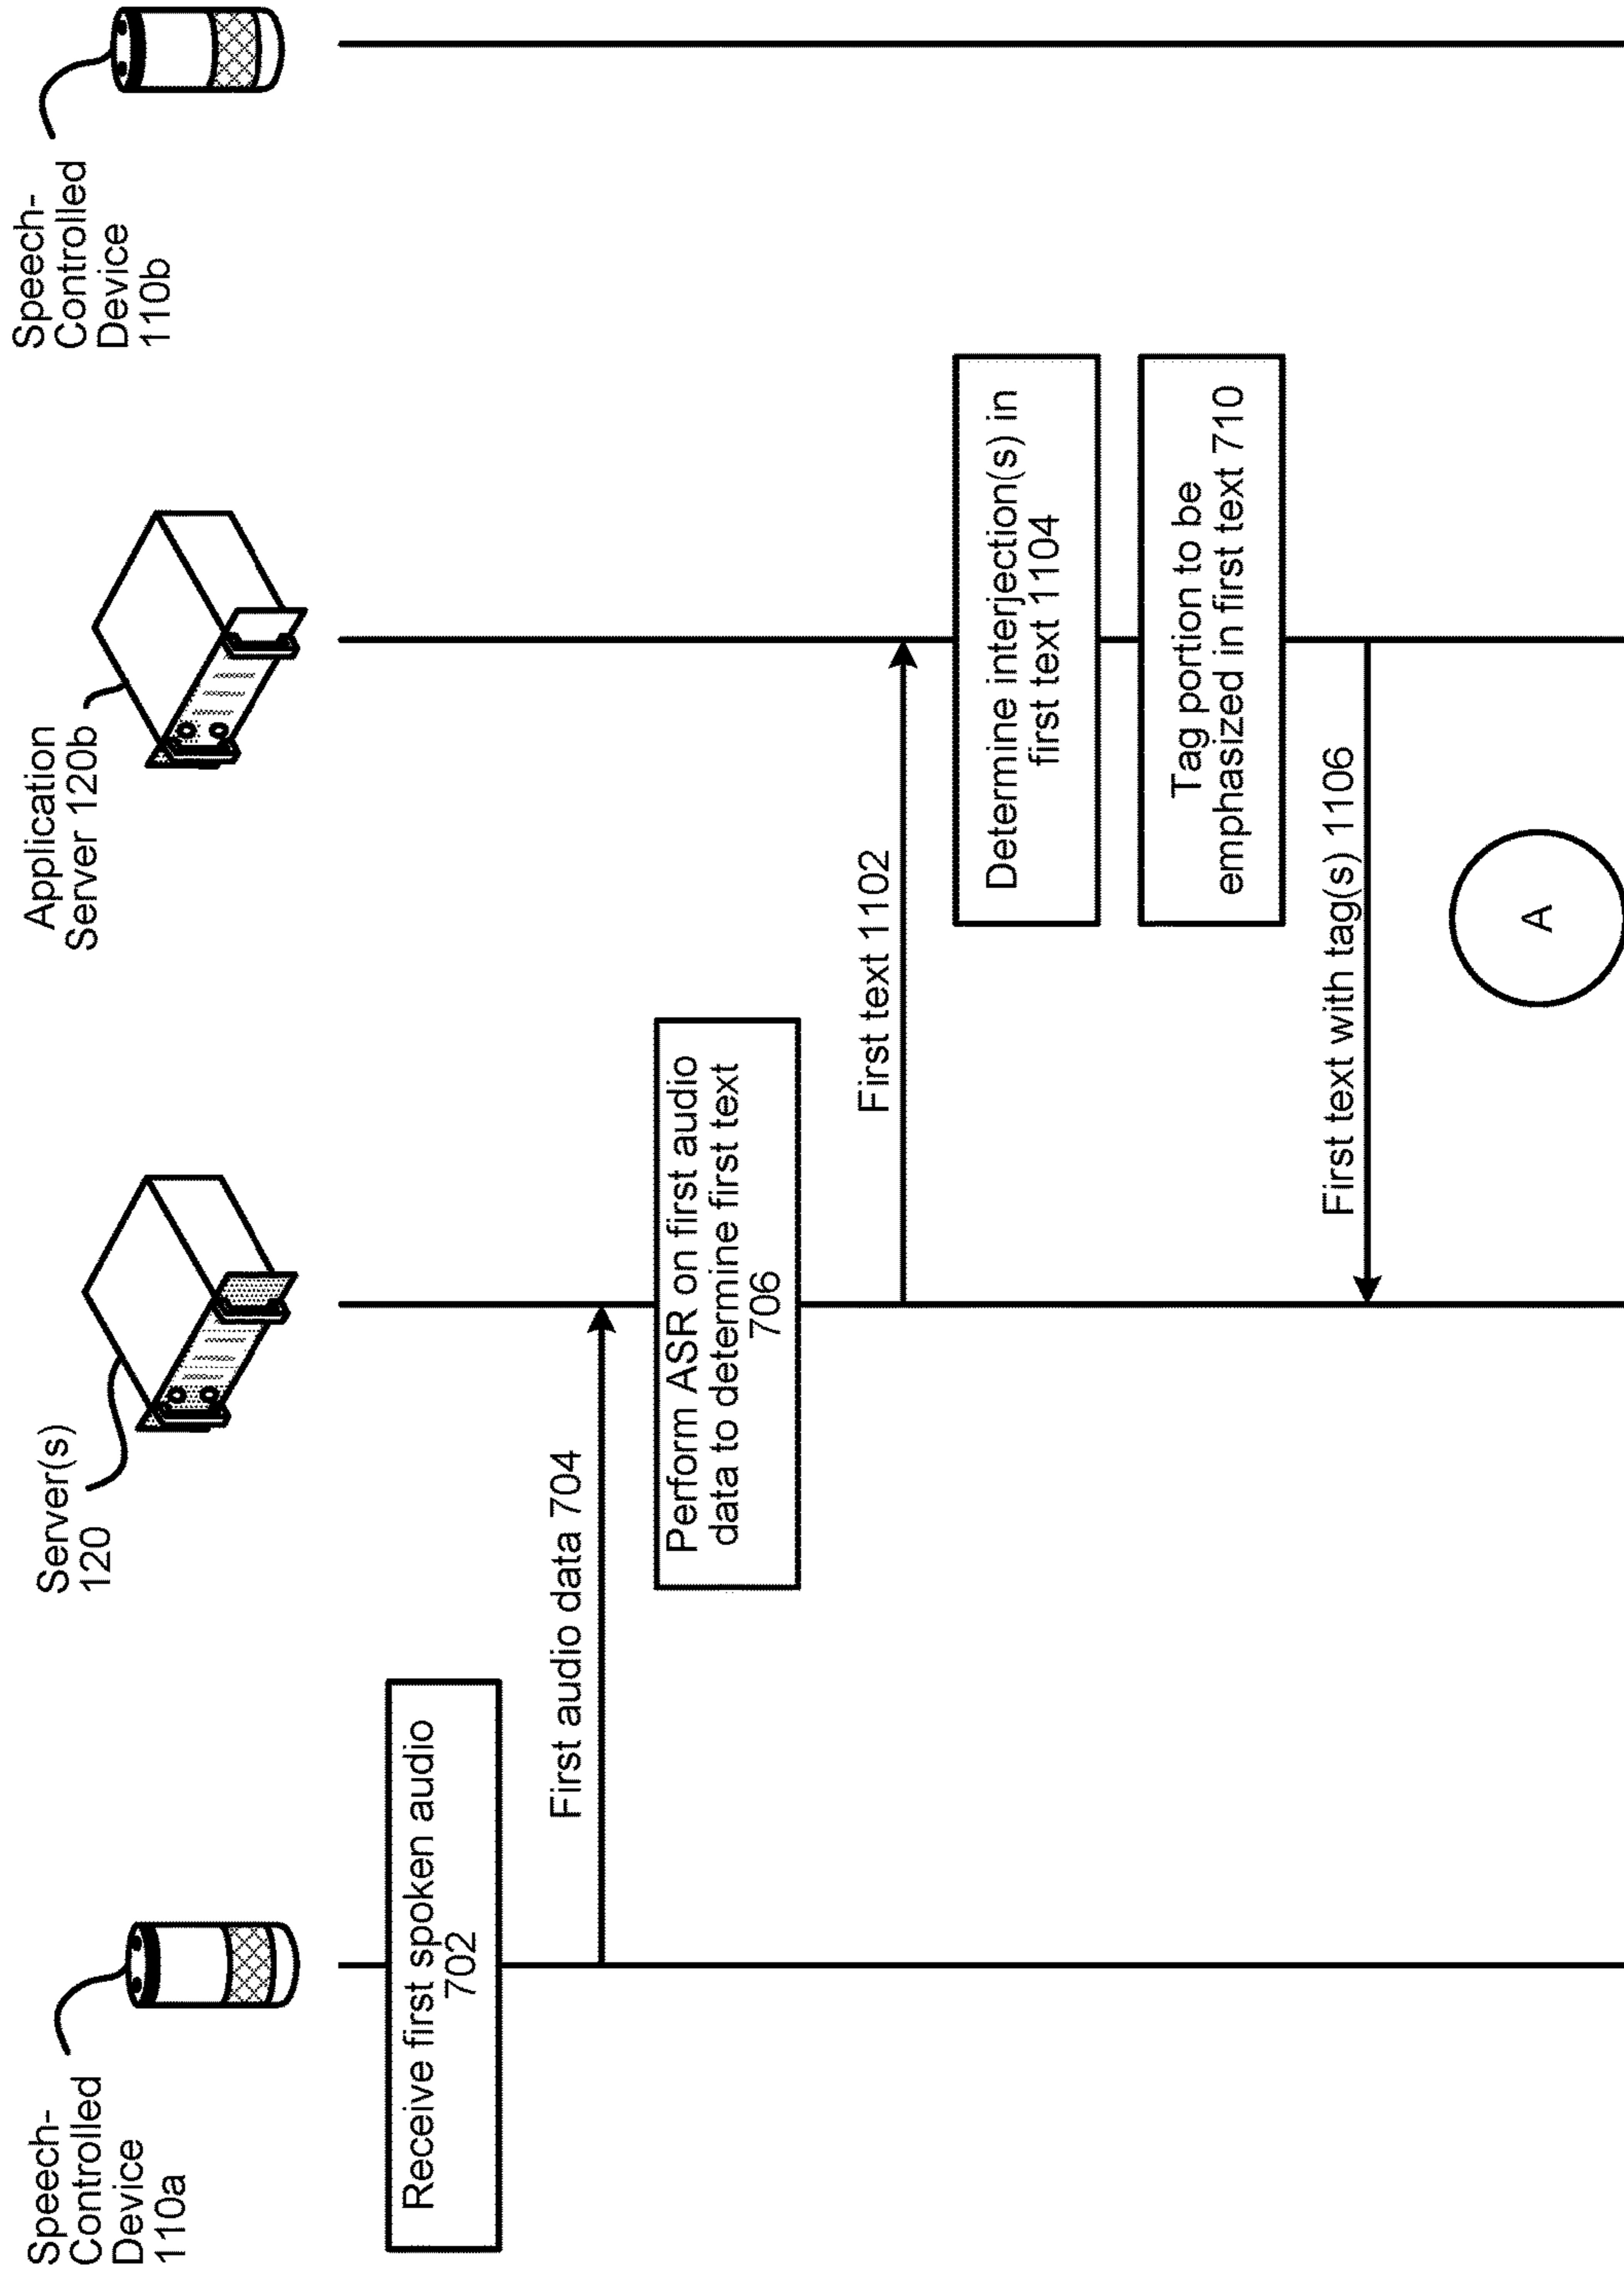 Speech-
Controlled
Device
110a
Server(s)
120
Application
Server 120b
Speech-
Controlled
Device
110b
Receive first spoken audio
702
First audio data 704
Perform ASR on first audio
data to determine first text
706
First text 1102
Determine interjection(s) in
first text 1104
Tag portion to be
emphasized in first text 710
First text with tag(s) 1106
A